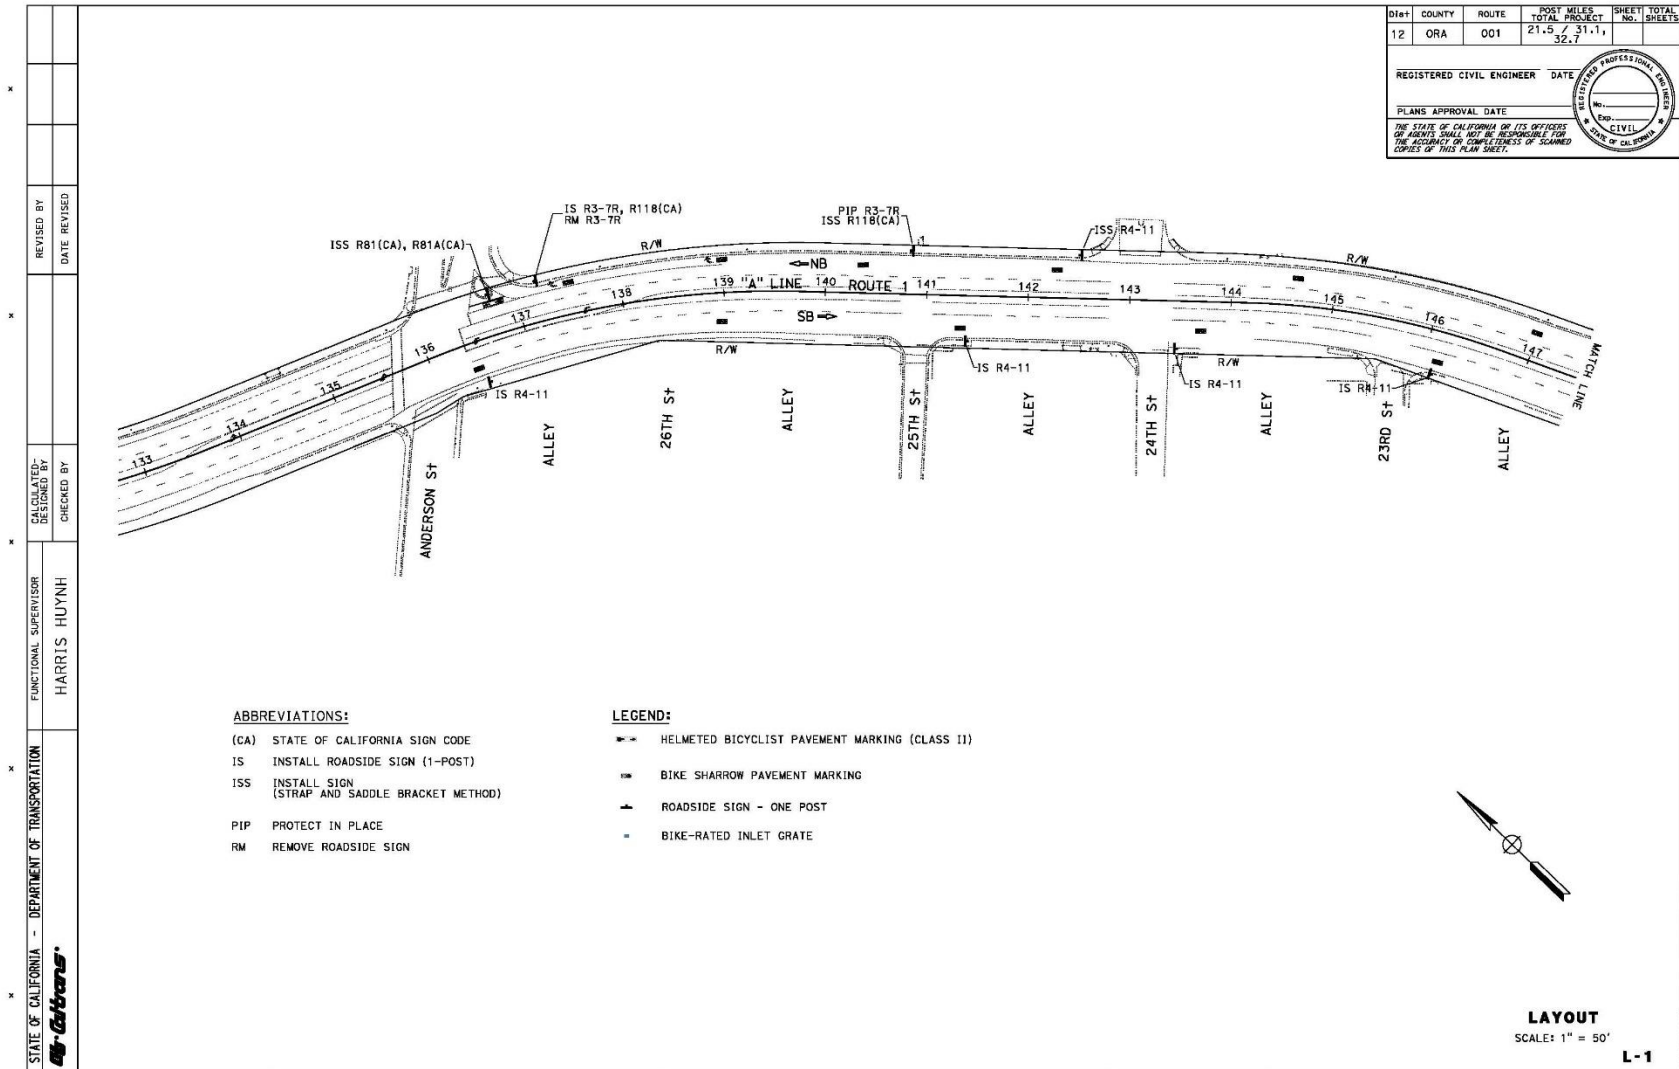 Dist COUNTY ROUTE POST MILES TOTAL PROJECT SHEET No. TOTAL SHEETS
12 ORA 001 21.5 / 31.1, 32.7
REGISTERED CIVIL ENGINEER DATE
PLANS APPROVAL DATE
THE STATE OF CALIFORNIA OR ITS OFFICERS
OR AGENTS SHALL NOT BE RESPONSIBLE FOR
THE ACCURACY OR COMPLETENESS OF SCANNED
COPIES OF THIS PLAN SHEET.
REGISTERED PROFESSIONAL ENGINEER
No.
Exp.
CIVIL
STATE OF CALIFORNIA
REVISED BY
DATE REVISED
CALCULATED-
DESIGNED BY
CHECKED BY
FUNCTIONAL SUPERVISOR
HARRIS HUYNH
STATE OF CALIFORNIA - DEPARTMENT OF TRANSPORTATION
Caltrans
IS R3-7R, R118(CA)
RM R3-7R
PIP R3-7R
ISS R118(CA)
ISS R4-11
ISS R81(CA), R81A(CA)
R/W
R/W
NB
139 "A" LINE 140 ROUTE 1 141 142 143 144 145 146 147
138
137
136
135
134
133
SB
R/W
R/W
IS R4-11
IS R4-11
IS R4-11
IS R4-11
MATCH LINE
ANDERSON St
ALLEY
26TH St
ALLEY
25TH St
ALLEY
24TH St
ALLEY
23RD St
ALLEY
ABBREVIATIONS:
(CA) STATE OF CALIFORNIA SIGN CODE
IS INSTALL ROADSIDE SIGN (1-POST)
ISS INSTALL SIGN
(STRAP AND SADDLE BRACKET METHOD)
PIP PROTECT IN PLACE
RM REMOVE ROADSIDE SIGN
LEGEND:
HELMETED BICYCLIST PAVEMENT MARKING (CLASS II)
BIKE SHARROW PAVEMENT MARKING
ROADSIDE SIGN - ONE POST
BIKE-RATED INLET GRATE
LAYOUT
SCALE: 1" = 50'
L-1